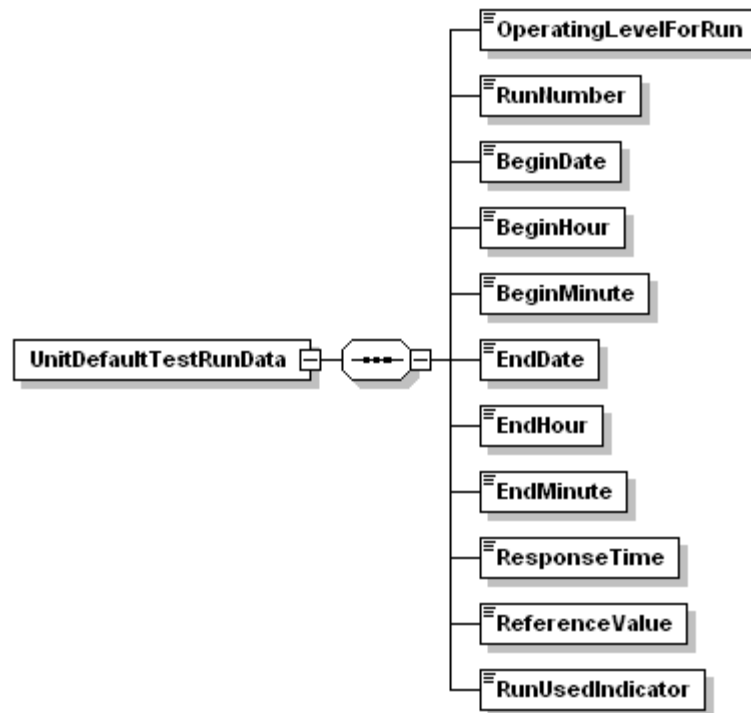 OperatingLevelForRun
RunNumber
BeginDate
BeginHour
BeginMinute
UnitDefaultTestRunData
EndDate
EndHour
EndMinute
ResponseTime
ReferenceValue
RunUsedIndicator